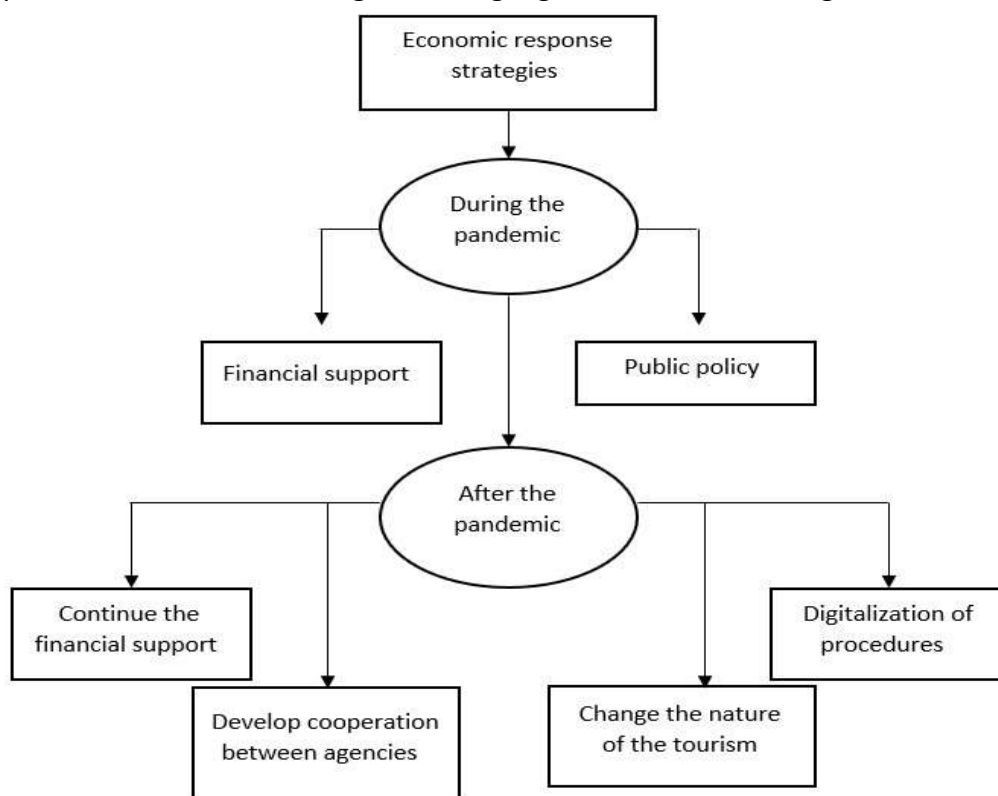 Economic response
strategies
During the
pandemic
Financial support
Public policy
After the
pandemic
Continue the
financial support
Digitalization of
procedures
Develop cooperation
between agencies
Change the nature
of the tourism